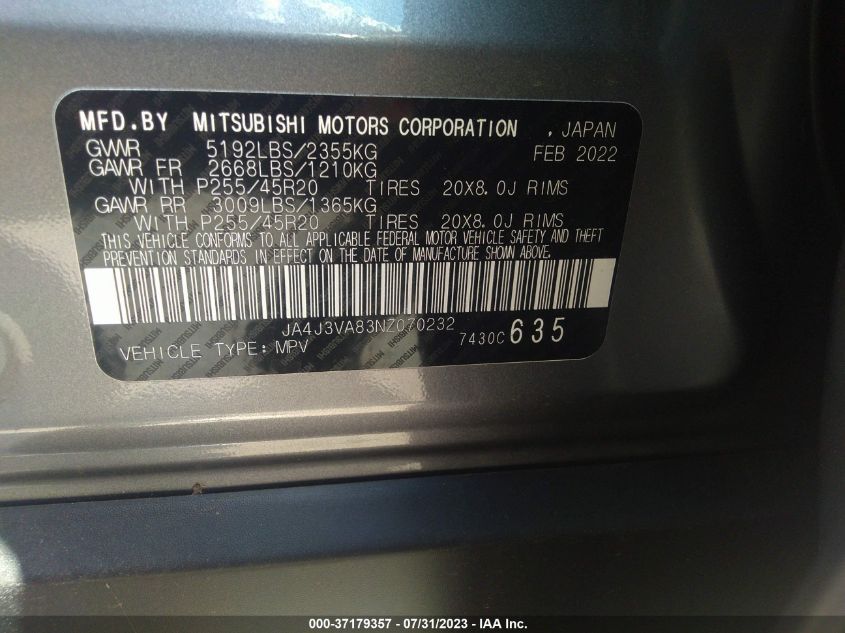 MFD.BY MITSUBISHI MOTORS CORPORATION , JAPAN
GVWR 5192LBS/2355KG FEB 2022
GAWR FR 2668LBS/1210KG
WITH P255/45R20 TIRES 20X8.0J RIMS
GAWR RR 3009LBS/1365KG
WITH P255/45R20 TIRES 20X8.0J RIMS
THIS VEHICLE CONFORMS TO ALL APPLICABLE FEDERAL MOTOR VEHICLE SAFETY AND THEFT
PREVENTION STANDARDS IN EFFECT ON THE DATE OF MANUFACTURE SHOWN ABOVE.
JA4J3VA83NZ070232
VEHICLE TYPE: MPV 7430C 635
000-37179357 - 07/31/2023 - IAA Inc.